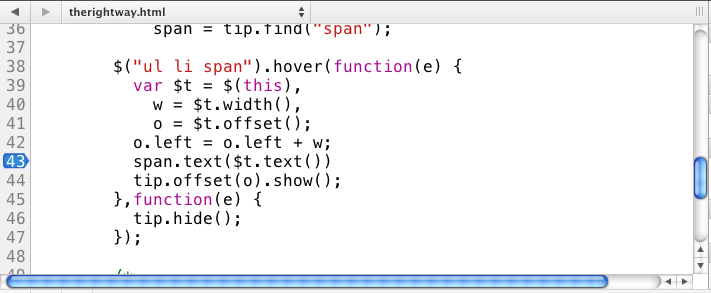 therightway.html
36 span = tip.find("span");
37
38 $("ul li span").hover(function(e) {
39 var $t = $(this),
40 w = $t.width(),
41 o = $t.offset();
42 o.left = o.left + w;
43 span.text($t.text())
44 tip.offset(o).show();
45 },function(e) {
46 tip.hide();
47 });
48
49 /*